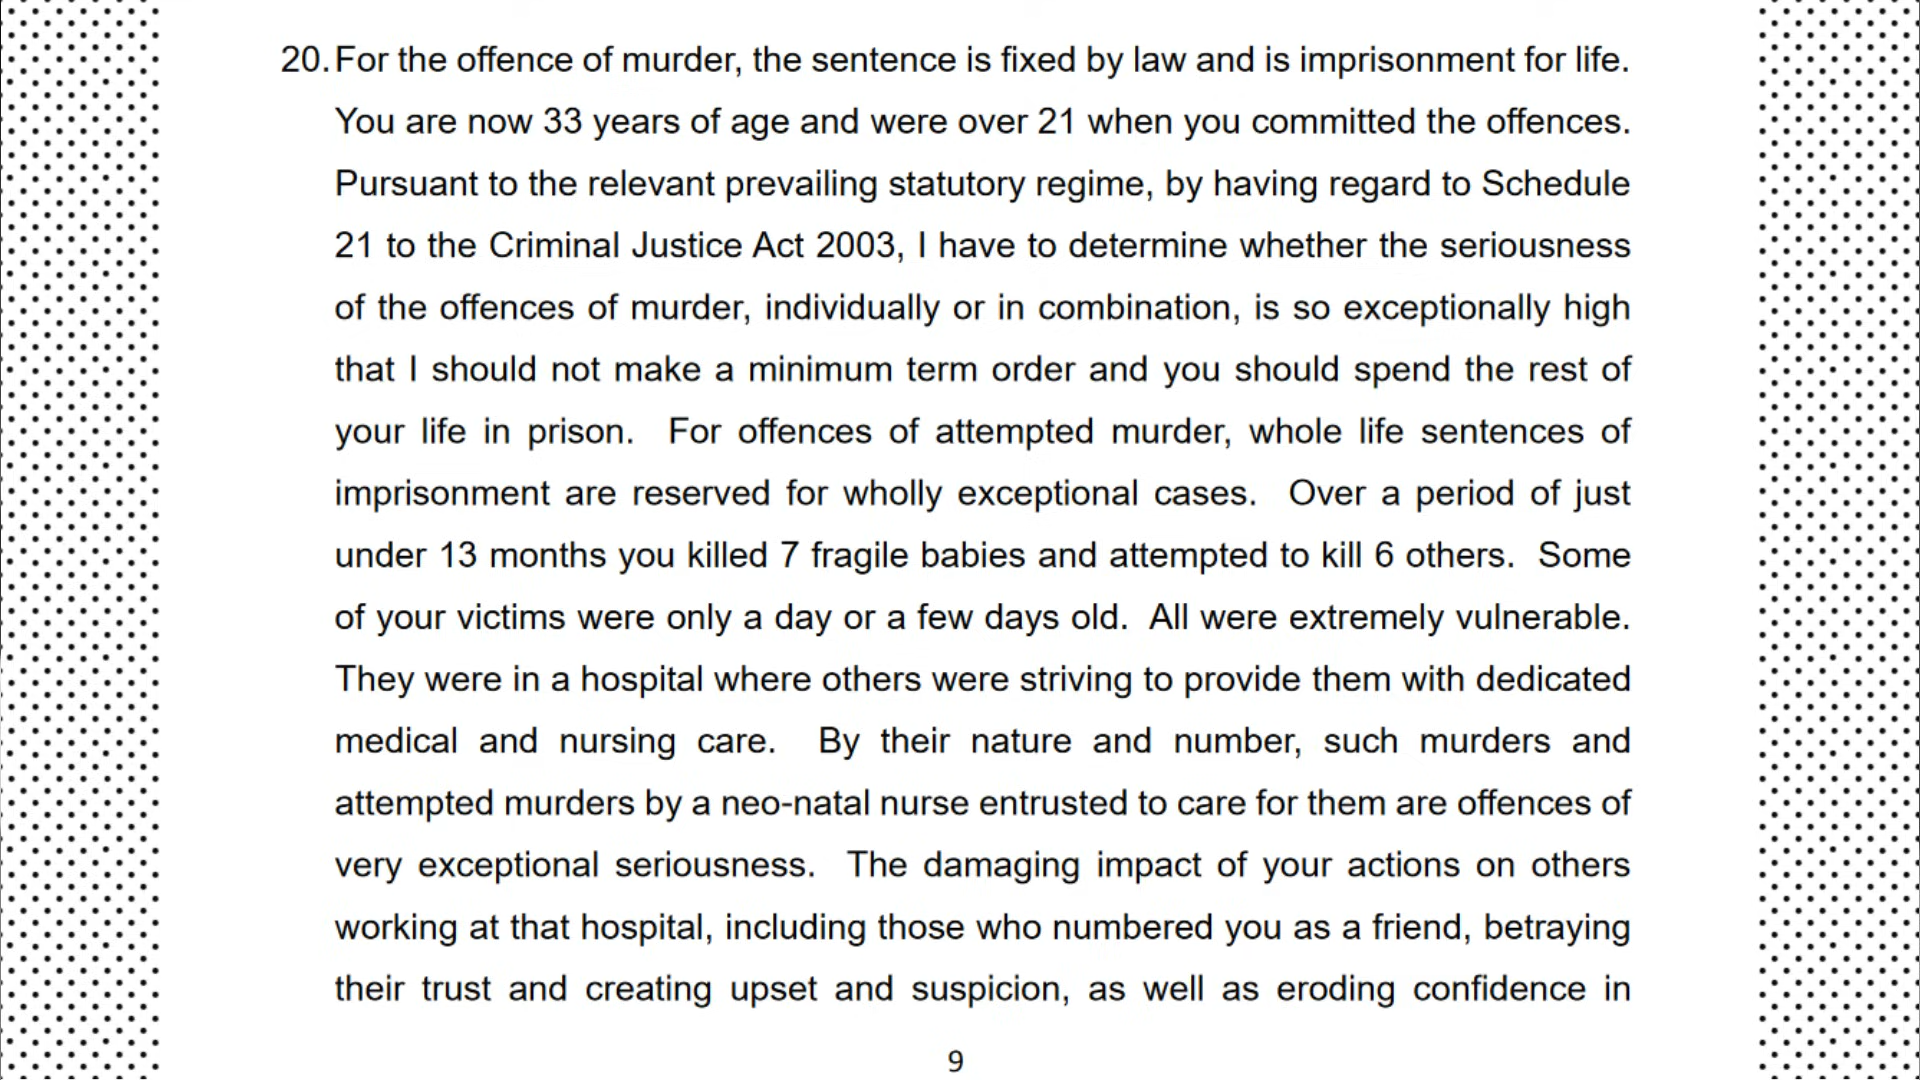 20. For the offence of murder, the sentence is fixed by law and is imprisonment for life.
You are now 33 years of age and were over 21 when you committed the offences.
Pursuant to the relevant prevailing statutory regime, by having regard to Schedule
21 to the Criminal Justice Act 2003, I have to determine whether the seriousness
of the offences of murder, individually or in combination, is so exceptionally high
that I should not make a minimum term order and you should spend the rest of
your life in prison. For offences of attempted murder, whole life sentences of
imprisonment are reserved for wholly exceptional cases. Over a period of just
under 13 months you killed 7 fragile babies and attempted to kill 6 others. Some
of your victims were only a day or a few days old. All were extremely vulnerable.
They were in a hospital where others were striving to provide them with dedicated
medical and nursing care. By their nature and number, such murders and
attempted murders by a neo-natal nurse entrusted to care for them are offences of
very exceptional seriousness. The damaging impact of your actions on others
working at that hospital, including those who numbered you as a friend, betraying
their trust and creating upset and suspicion, as well as eroding confidence in
9